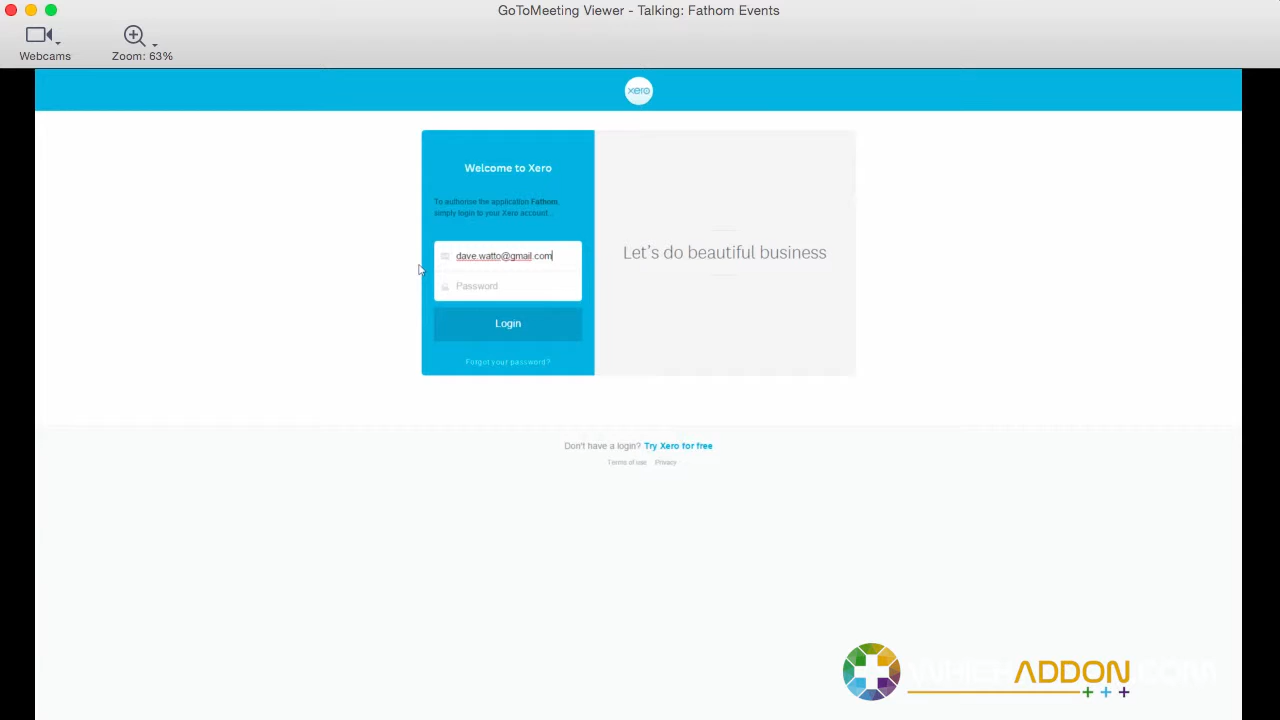 GoToMeeting Viewer - Talking: Fathom Events
Webcams
Zoom: 63%
xero
Welcome to Xero
To authorise the application Fathom,
simply login to your Xero account...
dave.watto@gmail.com
Password
Login
Forgot your password?
Let's do beautiful business
Don't have a login? Try Xero for free
Terms of use Privacy
WHICHADDON.COM